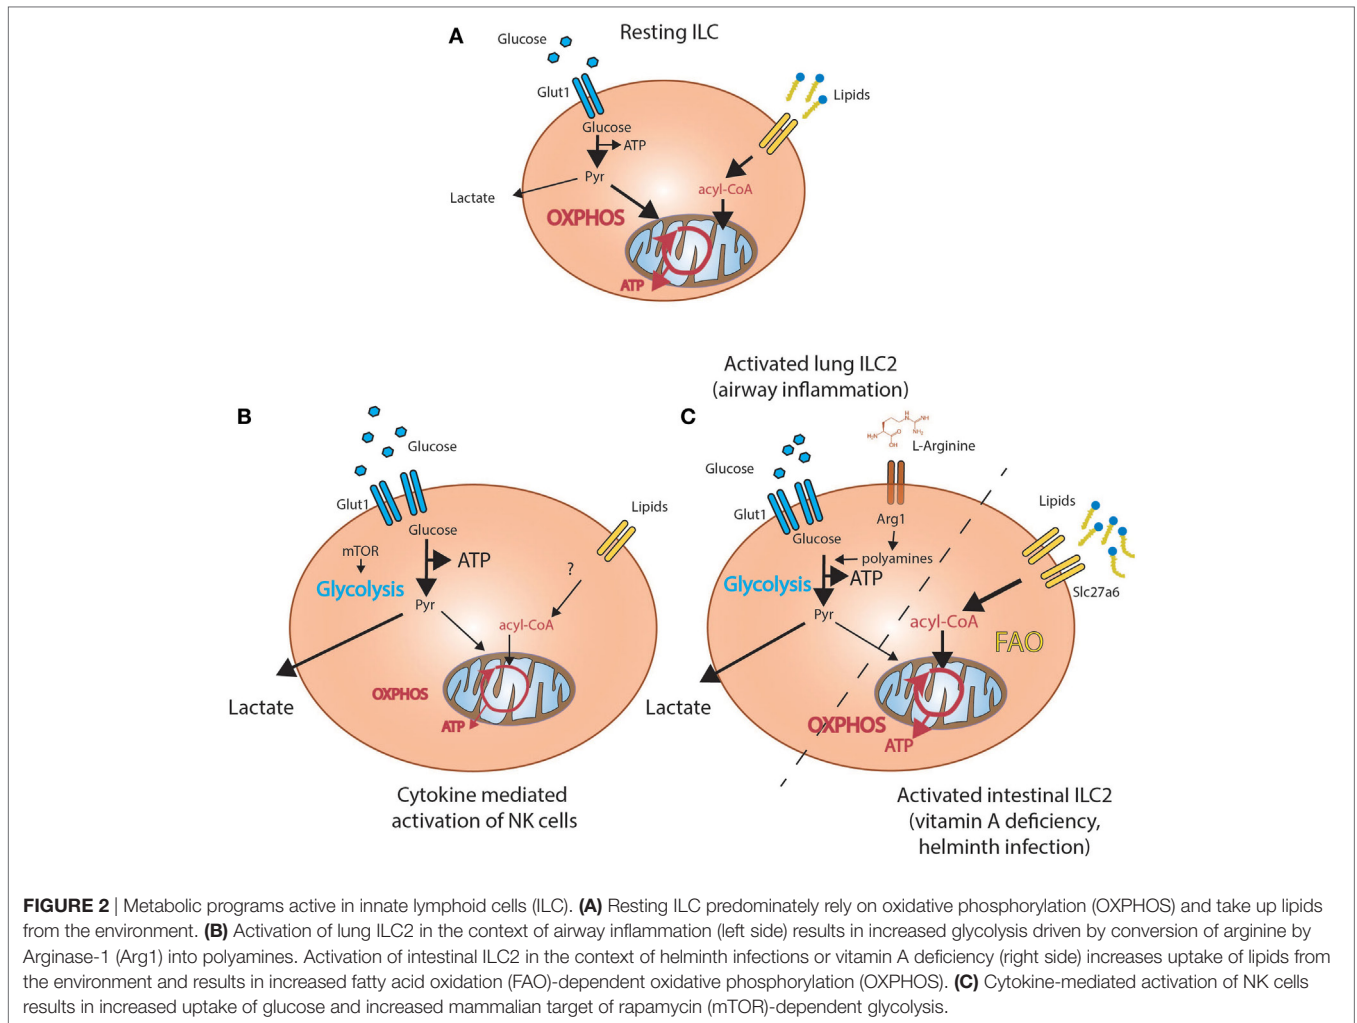 A
Resting ILC
Glucose
Glut1
Lipids
Glucose
ATP
Pyr
acyl-CoA
Lactate
OXPHOS
ATP
B
Glucose
Glut1
Lipids
Glucose
mTOR
ATP
?
Glycolysis
Pyr
acyl-CoA
OXPHOS
ATP
Lactate
Cytokine mediated
activation of NK cells
Activated lung ILC2
(airway inflammation)
C
NH
H
N
NH₂
H₂N
O
OH
L-Arginine
Glucose
Glut1
Arg1
Lipids
Glucose
polyamines
ATP
Glycolysis
Slc27a6
Pyr
acyl-CoA
FAO
Lactate
OXPHOS
ATP
Activated intestinal ILC2
(vitamin A deficiency,
helminth infection)
FIGURE 2 | Metabolic programs active in innate lymphoid cells (ILC). (A) Resting ILC predominately rely on oxidative phosphorylation (OXPHOS) and take up lipids
from the environment. (B) Activation of lung ILC2 in the context of airway inflammation (left side) results in increased glycolysis driven by conversion of arginine by
Arginase-1 (Arg1) into polyamines. Activation of intestinal ILC2 in the context of helminth infections or vitamin A deficiency (right side) increases uptake of lipids from
the environment and results in increased fatty acid oxidation (FAO)-dependent oxidative phosphorylation (OXPHOS). (C) Cytokine-mediated activation of NK cells
results in increased uptake of glucose and increased mammalian target of rapamycin (mTOR)-dependent glycolysis.